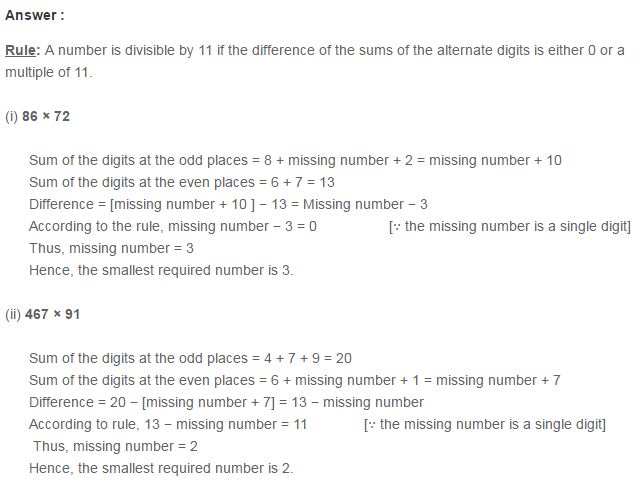 Answer :
Rule: A number is divisible by 11 if the difference of the sums of the alternate digits is either 0 or a
multiple of 11.
(i) 86 × 72
Sum of the digits at the odd places = 8 + missing number + 2 = missing number + 10
Sum of the digits at the even places = 6 + 7 = 13
Difference = [missing number + 10 ] − 13 = Missing number − 3
According to the rule, missing number − 3 = 0 [∵ the missing number is a single digit]
Thus, missing number = 3
Hence, the smallest required number is 3.
(ii) 467 × 91
Sum of the digits at the odd places = 4 + 7 + 9 = 20
Sum of the digits at the even places = 6 + missing number + 1 = missing number + 7
Difference = 20 − [missing number + 7] = 13 − missing number
According to rule, 13 − missing number = 11 [∵ the missing number is a single digit]
Thus, missing number = 2
Hence, the smallest required number is 2.